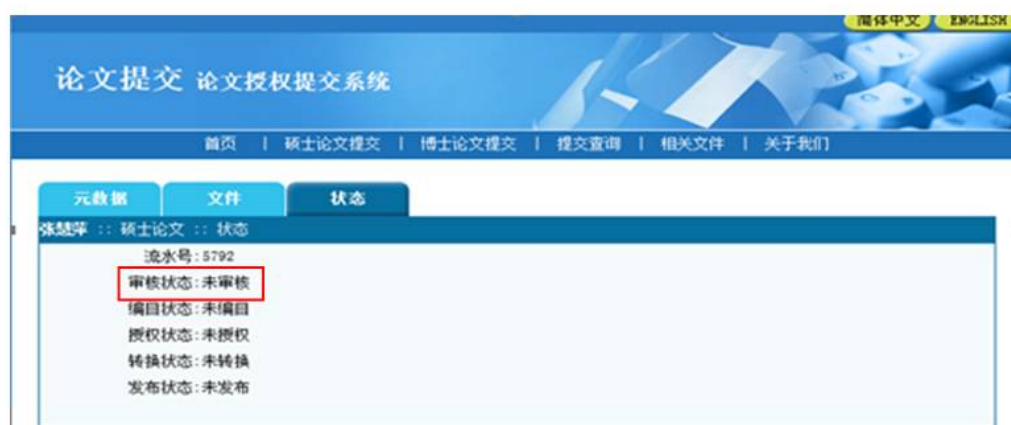 简体中文 ENGLISH
论文提交 论文授权提交系统
首页 | 硕士论文提交 | 博士论文提交 | 提交查询 | 相关文件 | 关于我们
元数据 文件 状态
张慧萍 :: 硕士论文 :: 状态
流水号:5792
审核状态:未审核
编目状态:未编目
授权状态:未授权
转换状态:未转换
发布状态:未发布